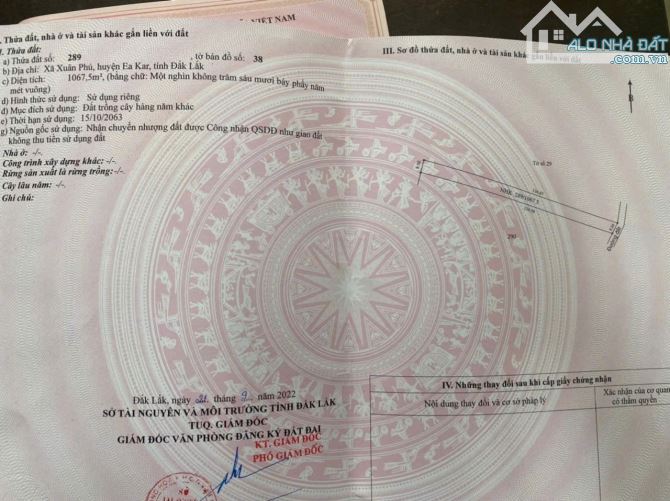 VIỆT NAM
ALO NHÀ ĐẤT
. Thửa đất, nhà ở và tài sản khác gắn liền với đất
. Thửa đất:
a) Thửa đất số: 289 , tờ bản đồ số: 38
b) Địa chỉ: Xã Xuân Phú, huyện Ea Kar, tỉnh Đắk Lắk
c) Diện tích: 1067,5m², (bằng chữ: Một nghìn không trăm sáu mươi bảy phẩy năm
mét vuông)
d) Hình thức sử dụng: Sử dụng riêng
đ) Mục đích sử dụng: Đất trồng cây hàng năm khác
e) Thời hạn sử dụng: 15/10/2063
g) Nguồn gốc sử dụng: Nhận chuyển nhượng đất được Công nhận QSDĐ như giao đất
không thu tiền sử dụng đất
Nhà ở: -/-.
Công trình xây dựng khác: -/-.
Rừng sản xuất là rừng trồng: -/-.
Cây lâu năm: -/-.
Ghi chú:
III. Sơ đồ thửa đất, nhà ở và tài sản khác gắn liền với đất
B
Tờ số 29
290
Đường đất
Đắk Lắk, ngày 21 tháng 9 năm 2022
SỞ TÀI NGUYÊN VÀ MÔI TRƯỜNG TỈNH ĐẮK LẮK
TUQ. GIÁM ĐỐC
GIÁM ĐỐC VĂN PHÒNG ĐĂNG KÝ ĐẤT ĐAI
KT. GIÁM ĐỐC
PHÓ GIÁM ĐỐC
IV. Những thay đổi sau khi cấp giấy chứng nhận
Nội dung thay đổi và cơ sở pháp lý
Xác nhận của cơ quan
có thẩm quyền